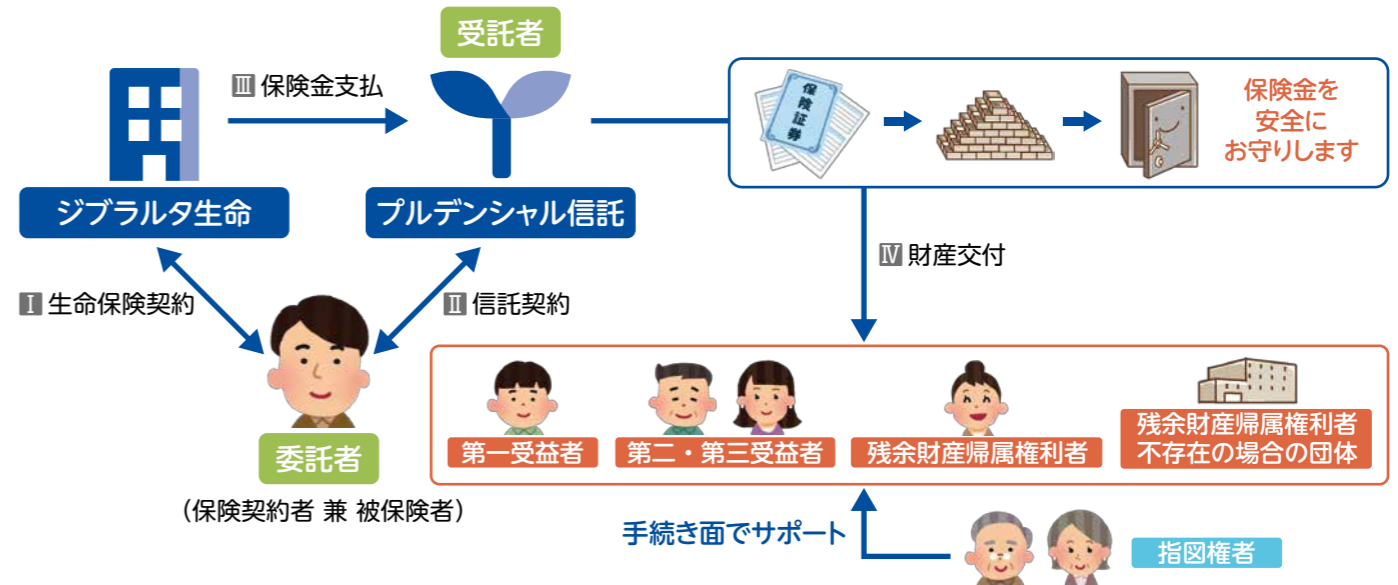 受託者
Ⅲ 保険金支払
保険証券
保険金を
安全に
お守りします
ジブラルタ生命
プルデンシャル信託
Ⅳ 財産交付
Ⅰ 生命保険契約
Ⅱ 信託契約
第一受益者
第二・第三受益者
残余財産帰属権利者
残余財産帰属権利者
不存在の場合の団体
委託者
(保険契約者 兼 被保険者)
手続き面でサポート
指図権者